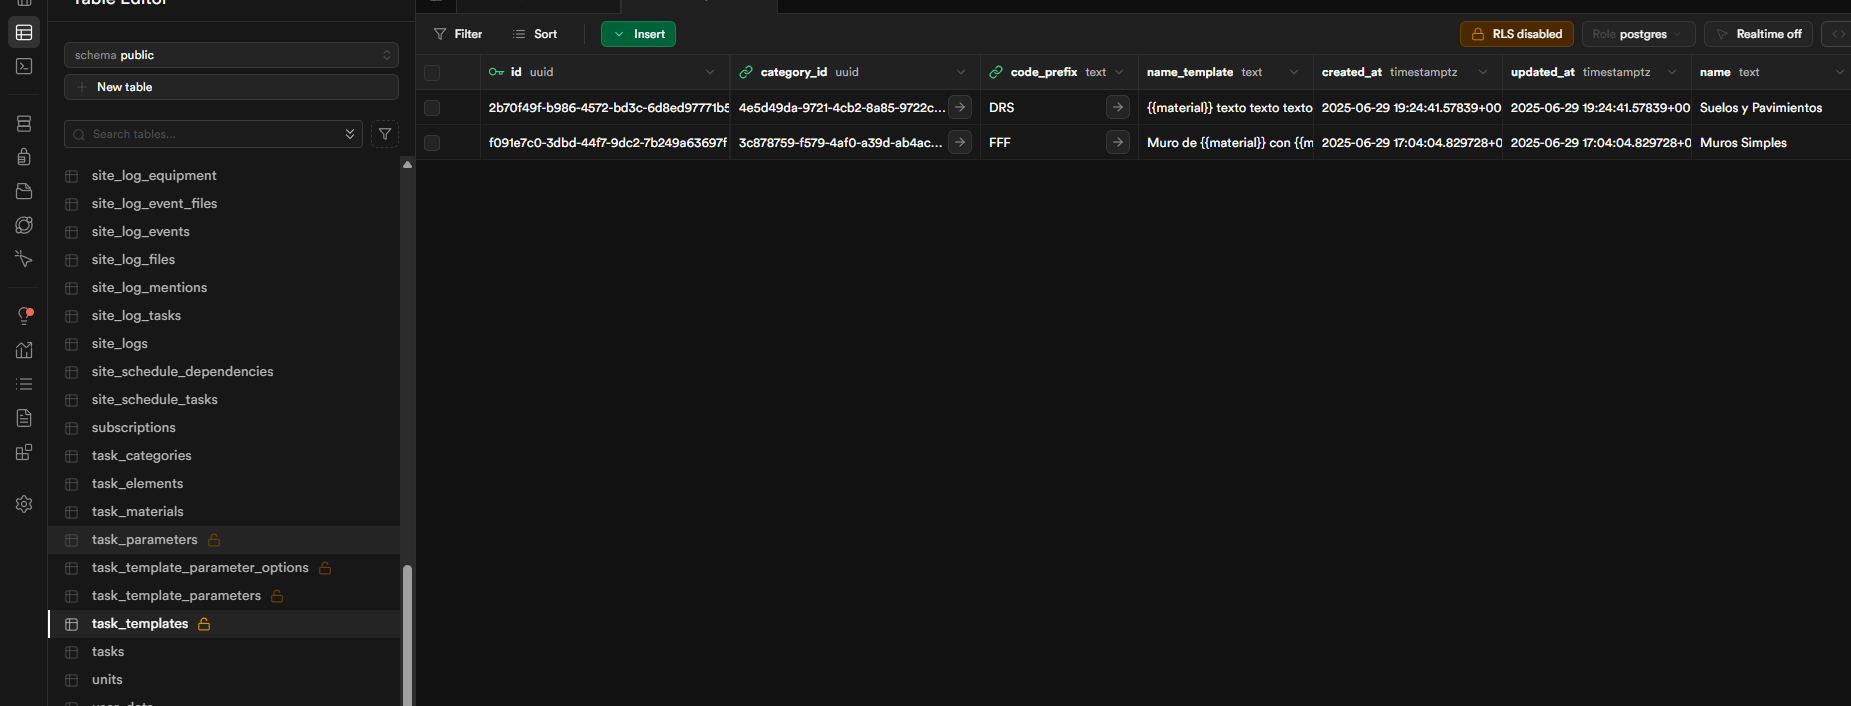 Table Editor
schema public
New table
Search tables...
site_log_equipment
site_log_event_files
site_log_events
site_log_files
site_log_mentions
site_log_tasks
site_logs
site_schedule_dependencies
site_schedule_tasks
subscriptions
task_categories
task_elements
task_materials
task_parameters
task_template_parameter_options
task_template_parameters
task_templates
tasks
units
Filter Sort Insert RLS disabled Role postgres Realtime off
id uuid category_id uuid code_prefix text name_template text created_at timestamptz updated_at timestamptz name text
2b70f49f-b986-4572-bd3c-6d8ed97771b5 4e5d49da-9721-4cb2-8a85-9722c... DRS {{material}} texto texto texto 2025-06-29 19:24:41.57839+00 2025-06-29 19:24:41.57839+00 Suelos y Pavimientos
f091e7c0-3dbd-44f7-9dc2-7b249a63697f 3c878759-f579-4af0-a39d-ab4ac... FFF Muro de {{material}} con {{m 2025-06-29 17:04:04.829728+0 2025-06-29 17:04:04.829728+0 Muros Simples